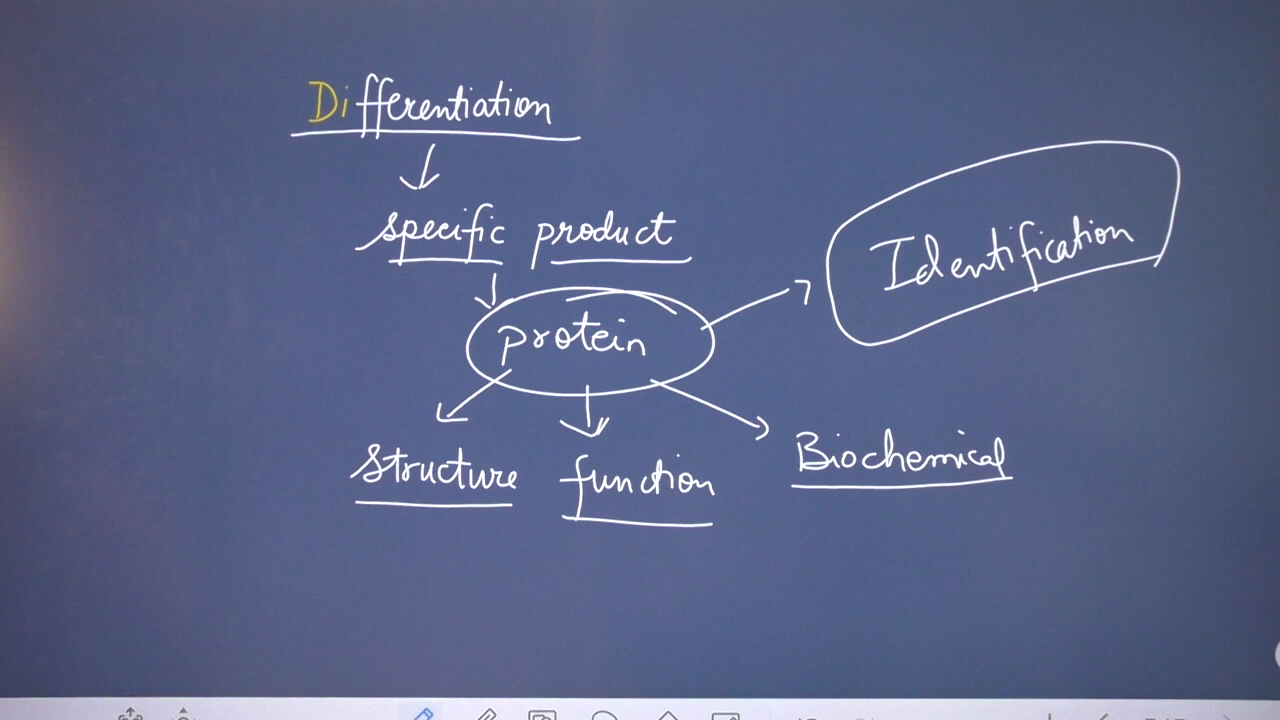 Differentiation
specific product
protein
Identification
structure function Biochemical